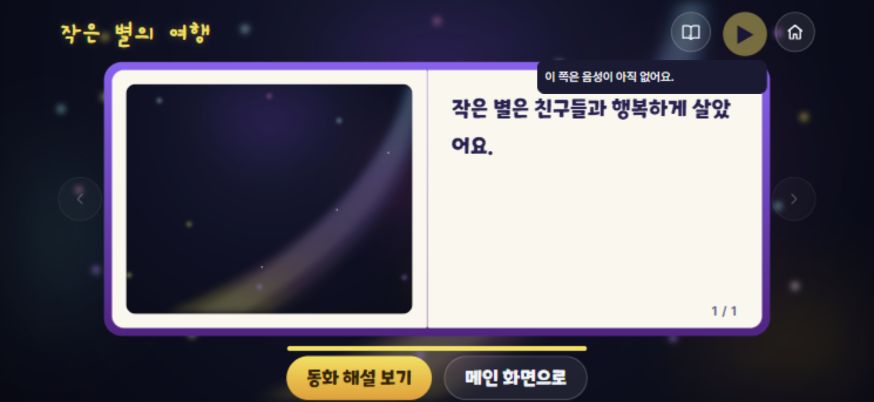 작은 별의 여행
이 쪽은 음성이 아직 없어요.
작은 별은 친구들과 행복하게 살았
어요.
1 / 1
동화 해설 보기
메인 화면으로